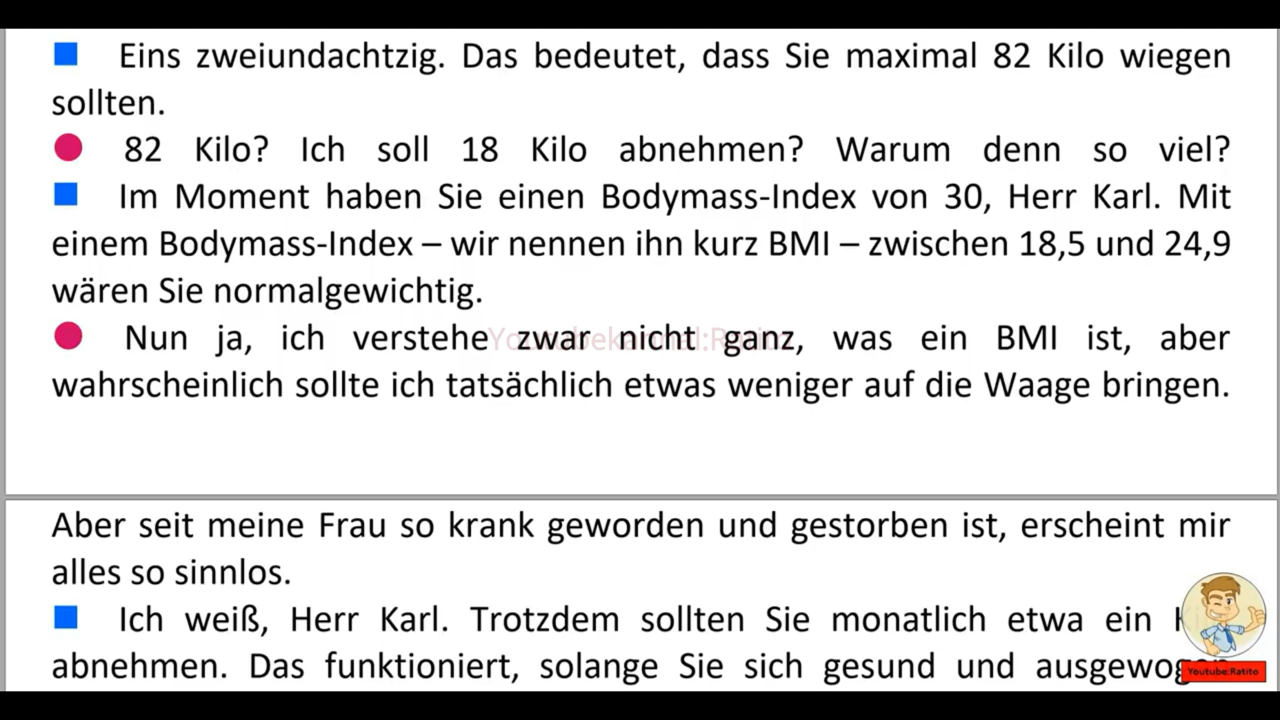 Eins zweiundachtzig. Das bedeutet, dass Sie maximal 82 Kilo wiegen
sollten.
82 Kilo? Ich soll 18 Kilo abnehmen? Warum denn so viel?
Im Moment haben Sie einen Bodymass-Index von 30, Herr Karl. Mit
einem Bodymass-Index – wir nennen ihn kurz BMI – zwischen 18,5 und 24,9
wären Sie normalgewichtig.
Nun ja, ich verstehe zwar nicht ganz, was ein BMI ist, aber
wahrscheinlich sollte ich tatsächlich etwas weniger auf die Waage bringen.
Aber seit meine Frau so krank geworden und gestorben ist, erscheint mir
alles so sinnlos.
Ich weiß, Herr Karl. Trotzdem sollten Sie monatlich etwa ein
abnehmen. Das funktioniert, solange Sie sich gesund und
Youtube:Ratito